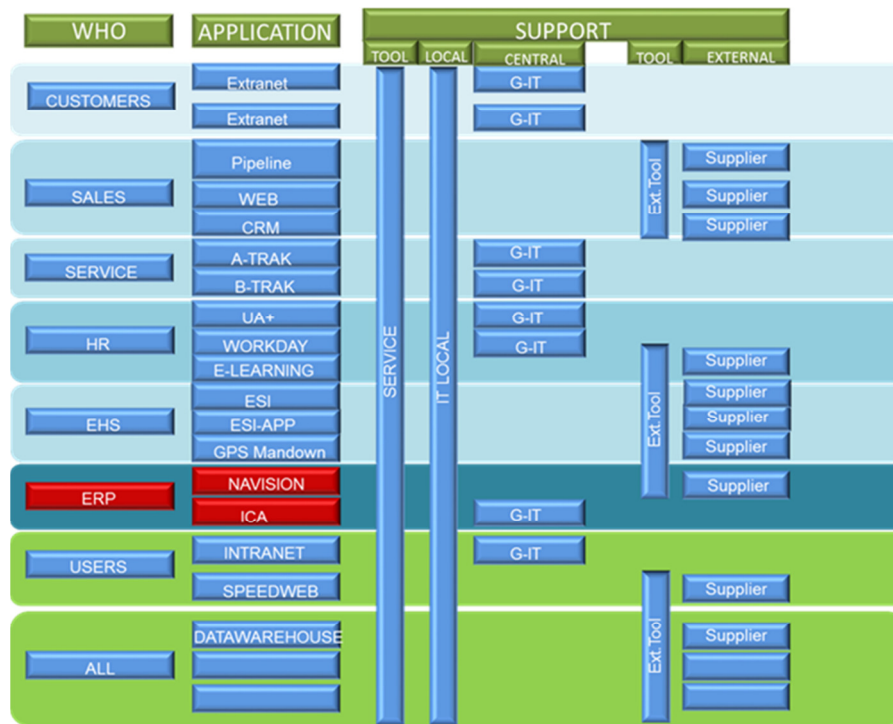 WHO
APPLICATION
SUPPORT
TOOL
LOCAL
CENTRAL
TOOL
EXTERNAL
SERVICE
IT LOCAL
CUSTOMERS
Extranet
G-IT
Extranet
G-IT
SALES
Pipeline
WEB
CRM
Ext.Tool
Supplier
Supplier
Supplier
SERVICE
A-TRAK
G-IT
B-TRAK
G-IT
HR
UA+
G-IT
WORKDAY
G-IT
E-LEARNING
Supplier
Ext.Tool
EHS
ESI
Supplier
ESI-APP
Supplier
GPS Mandown
Supplier
ERP
NAVISION
Supplier
ICA
G-IT
USERS
INTRANET
G-IT
SPEEDWEB
Supplier
Ext.Tool
ALL
DATAWAREHOUSE
Supplier